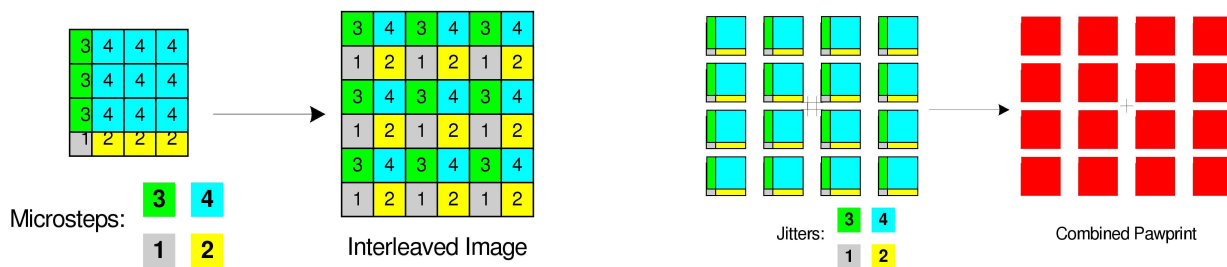 3 4 4 4
3 4 4 4
3 4 4 4
1 2 2 2
Microsteps: 3 4
1 2
3 4 3 4 3 4
1 2 1 2 1 2
3 4 3 4 3 4
1 2 1 2 1 2
3 4 3 4 3 4
1 2 1 2 1 2
Interleaved Image
Jitters: 3 4
1 2
Combined Pawprint